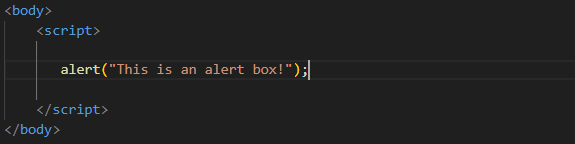 <body>
<script>
alert("This is an alert box!");
</script>
</body>